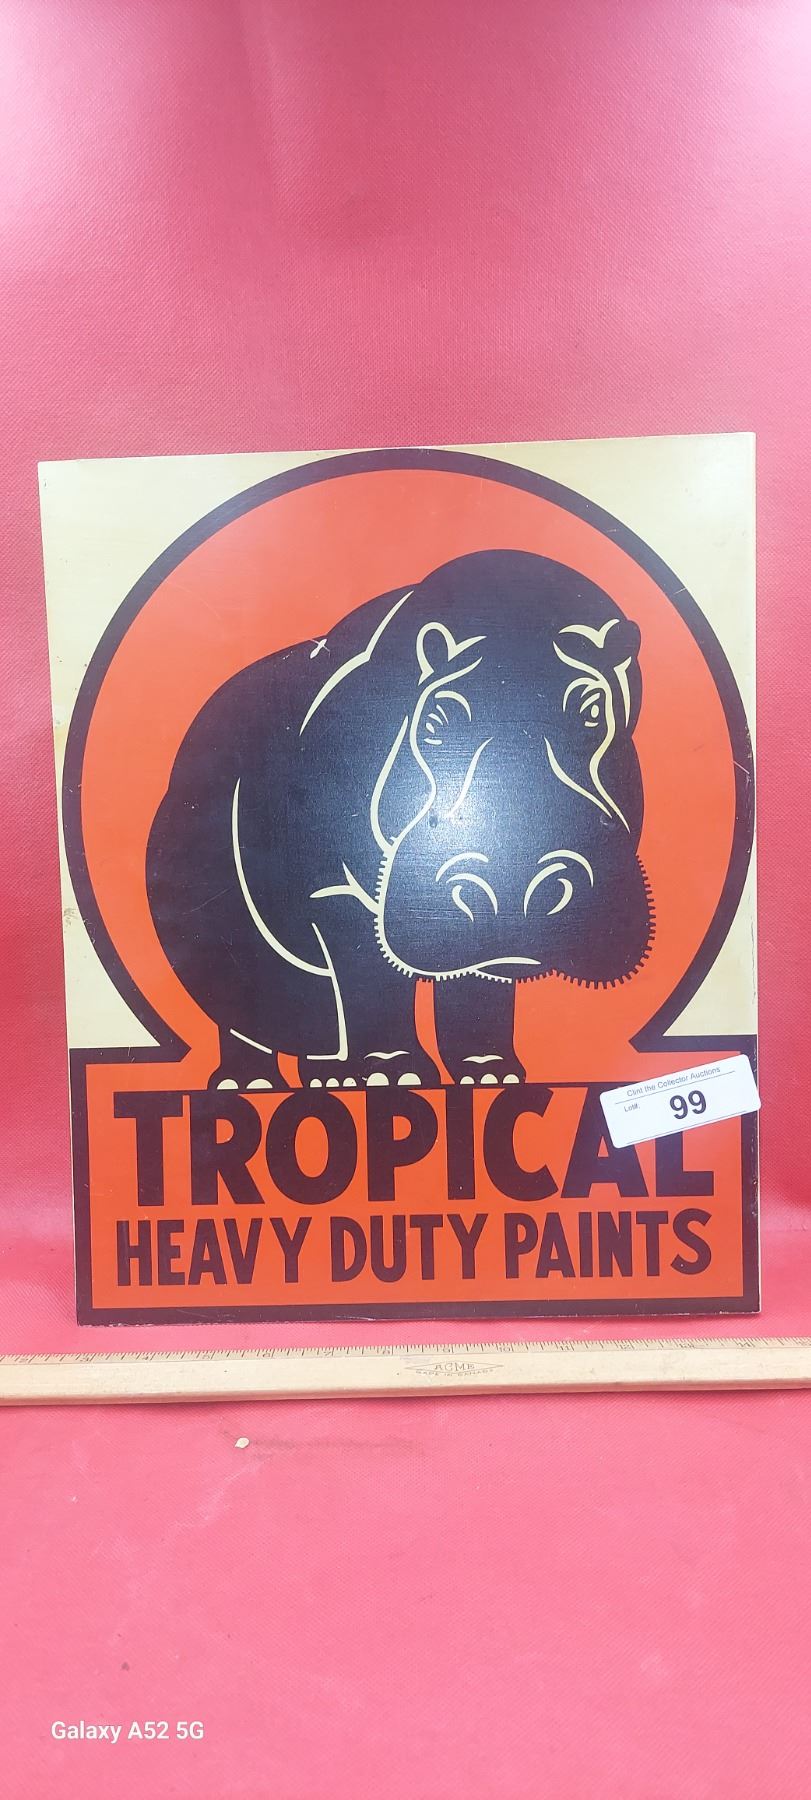 Clint the Collector Auctions
Lot#: 99
TROPICAL
HEAVY DUTY PAINTS
ACME
MADE IN CANADA
Galaxy A52 5G